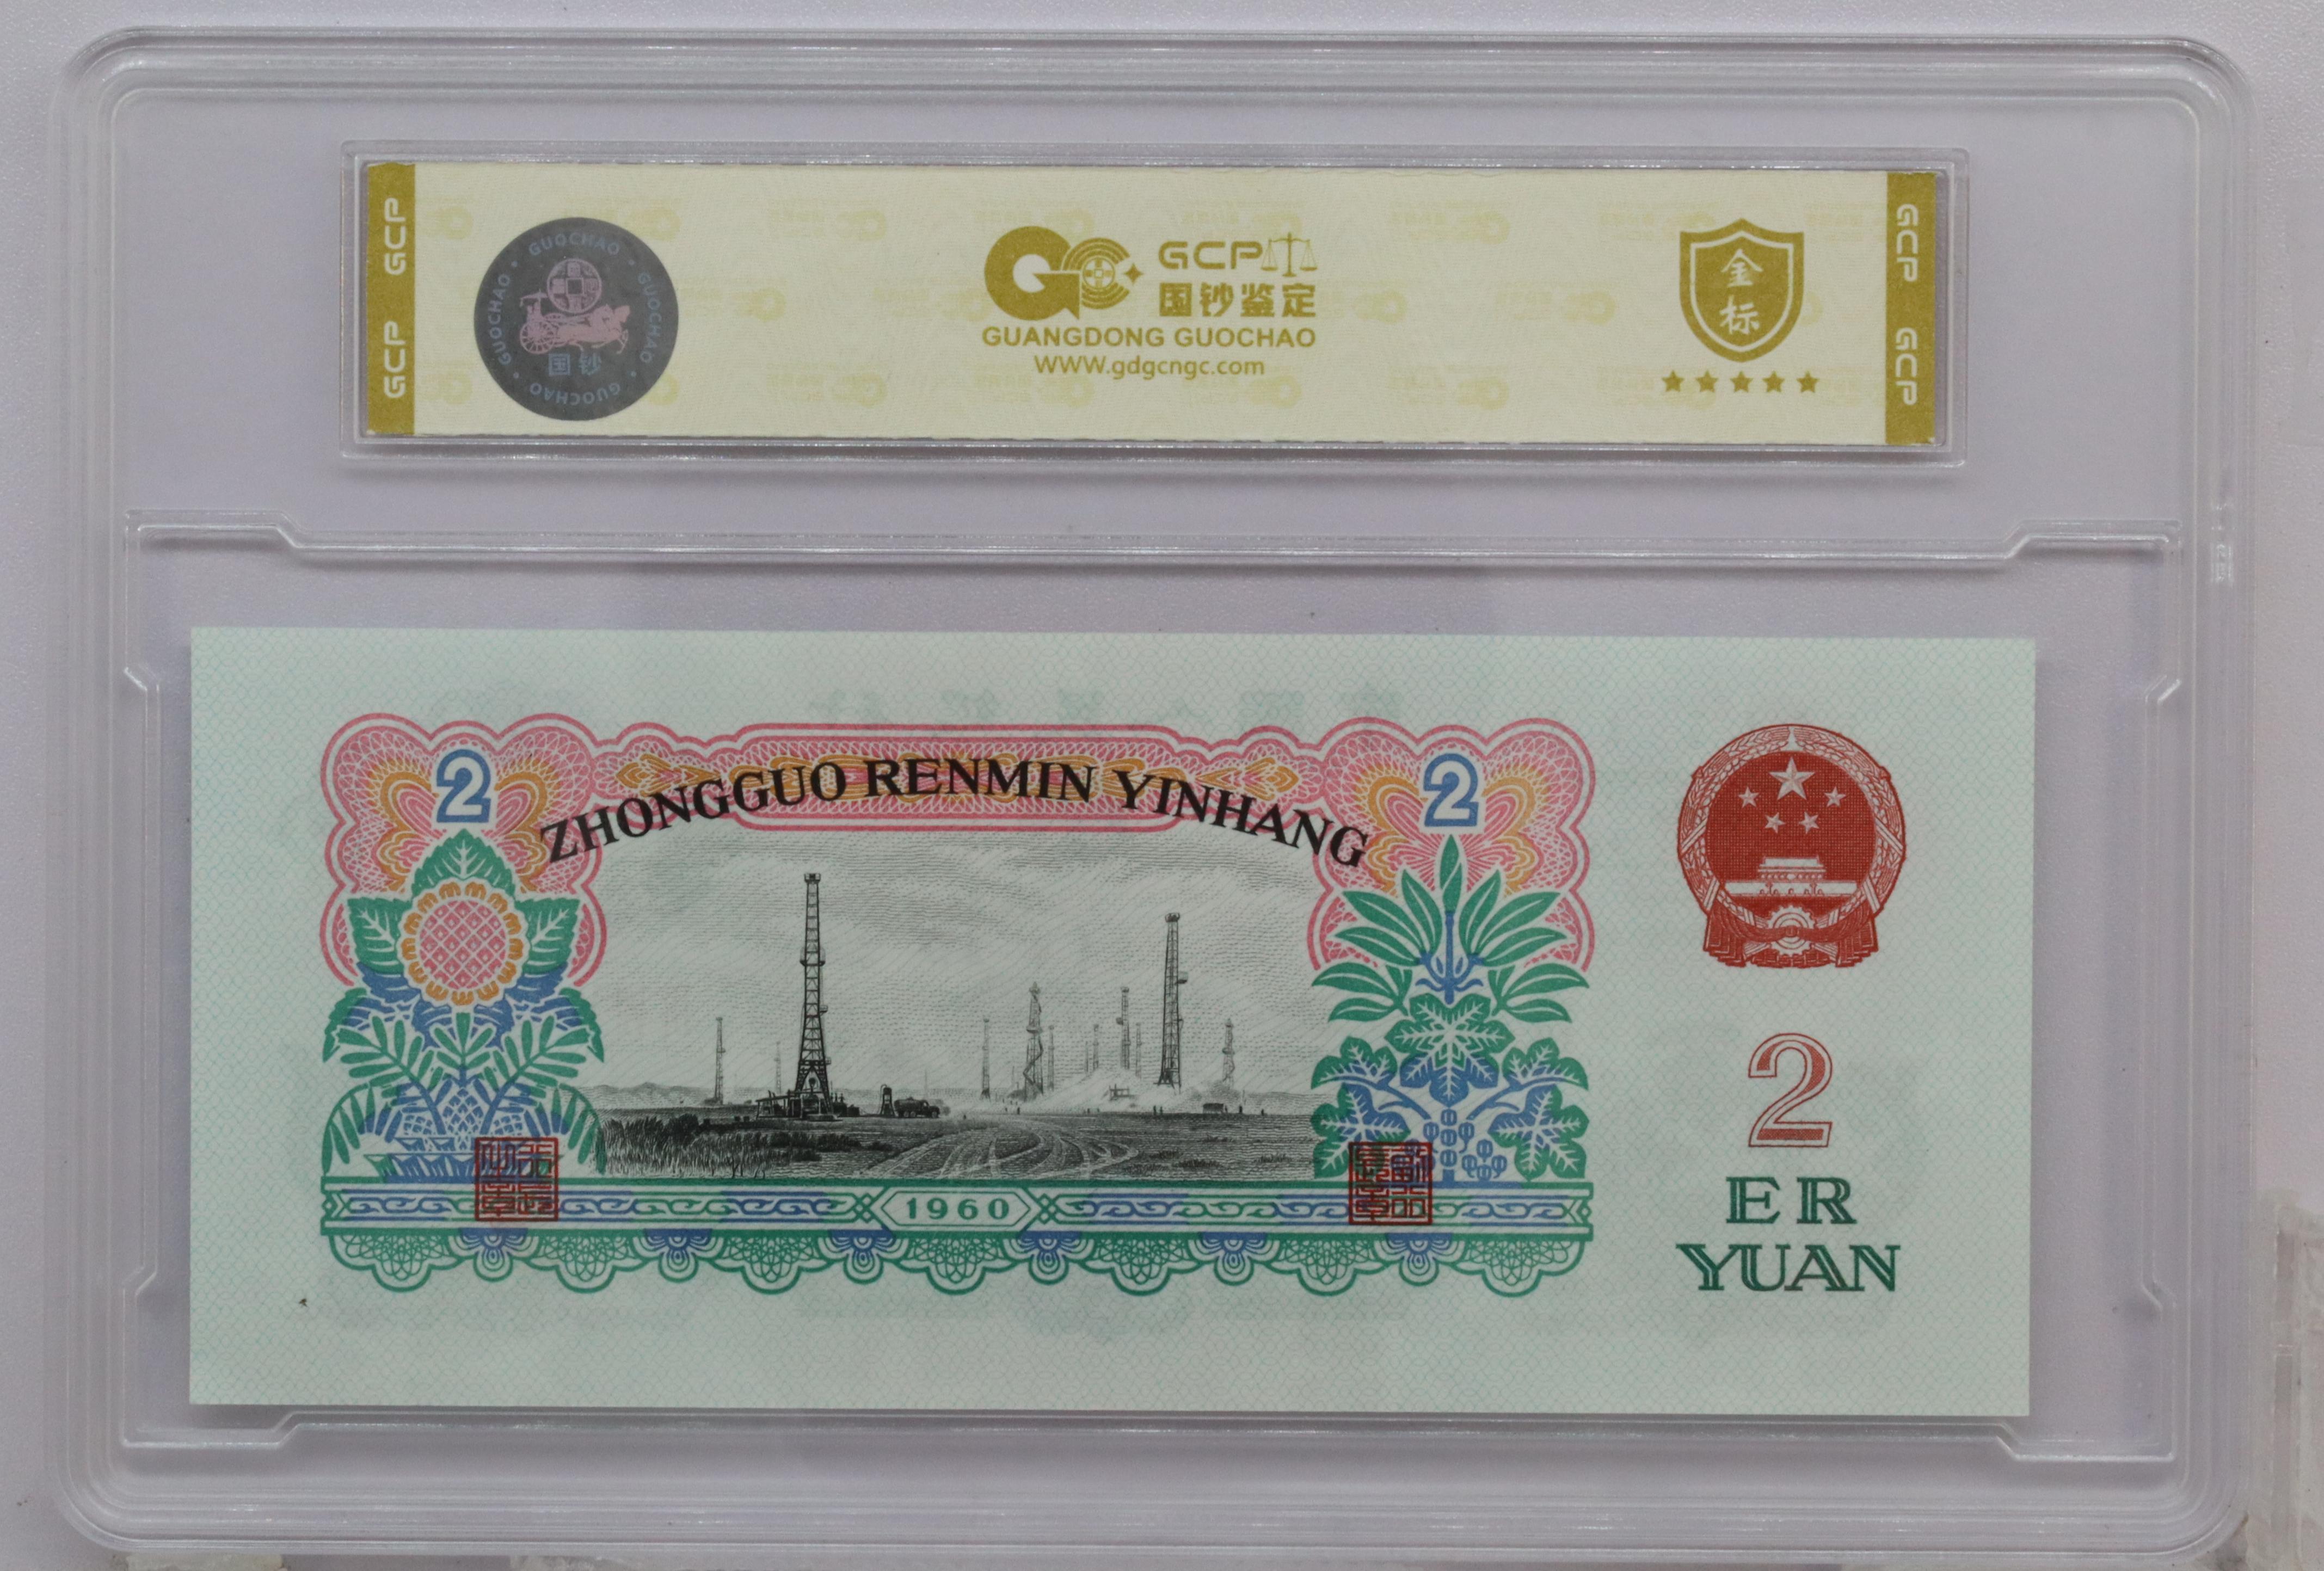 GCP GCP
GUOCHAO · GUOCHAO · GUOCHAO · GUOCHAO
国钞
GCP
国钞鉴定
GUANGDONG GUOCHAO
WWW.gdgcngc.com
金标
GCP GCP
2
2
ZHONGGUO RENMIN YINHANG
1960
2
ER
YUAN